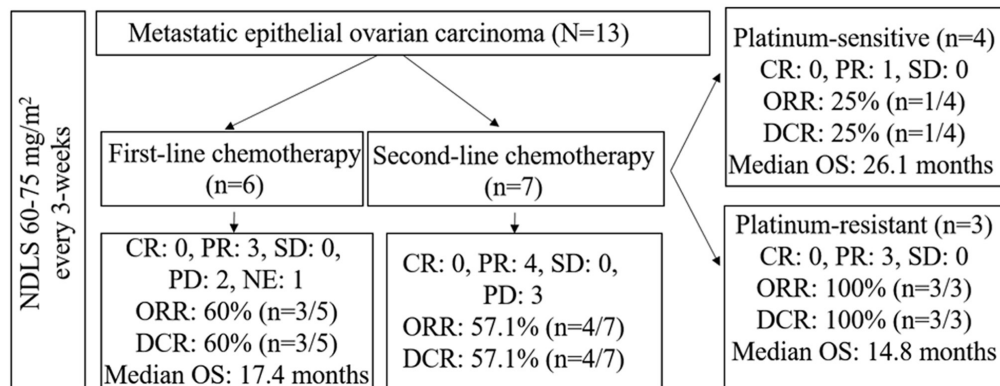 NDLS 60-75 mg/m²
every 3-weeks
Metastatic epithelial ovarian carcinoma (N=13)
First-line chemotherapy
(n=6)
Second-line chemotherapy
(n=7)
CR: 0, PR: 3, SD: 0,
PD: 2, NE: 1
ORR: 60% (n=3/5)
DCR: 60% (n=3/5)
Median OS: 17.4 months
CR: 0, PR: 4, SD: 0,
PD: 3
ORR: 57.1% (n=4/7)
DCR: 57.1% (n=4/7)
Platinum-sensitive (n=4)
CR: 0, PR: 1, SD: 0
ORR: 25% (n=1/4)
DCR: 25% (n=1/4)
Median OS: 26.1 months
Platinum-resistant (n=3)
CR: 0, PR: 3, SD: 0
ORR: 100% (n=3/3)
DCR: 100% (n=3/3)
Median OS: 14.8 months